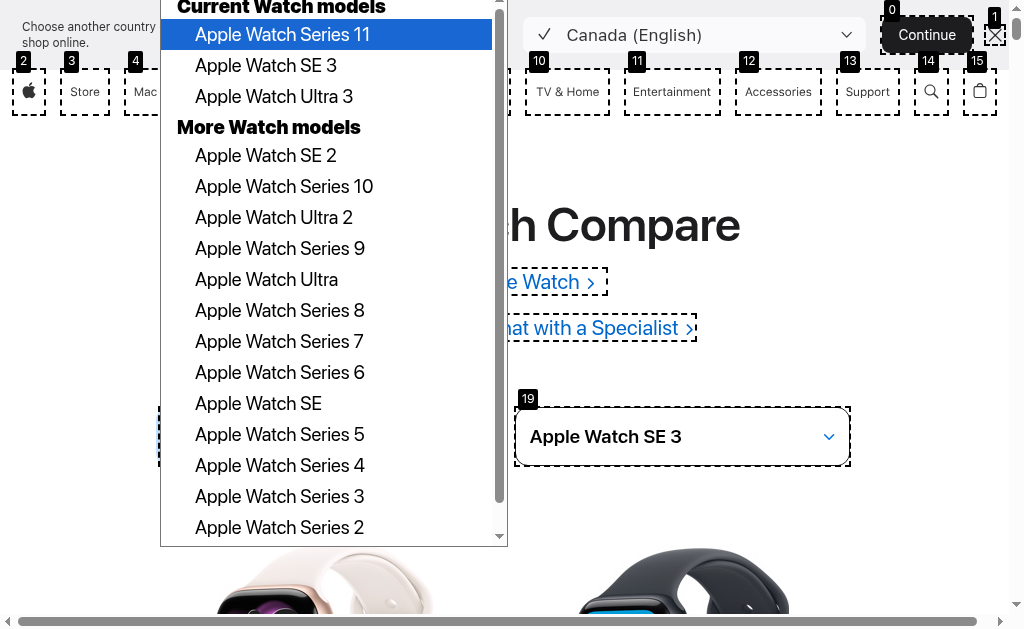 Choose another country
shop online.
Current Watch models
Apple Watch Series 11
Apple Watch SE 3
Apple Watch Ultra 3
More Watch models
Apple Watch SE 2
Apple Watch Series 10
Apple Watch Ultra 2
Apple Watch Series 9
Apple Watch Ultra
Apple Watch Series 8
Apple Watch Series 7
Apple Watch Series 6
Apple Watch SE
Apple Watch Series 5
Apple Watch Series 4
Apple Watch Series 3
Apple Watch Series 2
Canada (English)
0
Continue
1
2
3
Store
4
Mac
10
TV & Home
11
Entertainment
12
Accessories
13
Support
14
15
h Compare
e Watch >
hat with a Specialist >
19
Apple Watch SE 3